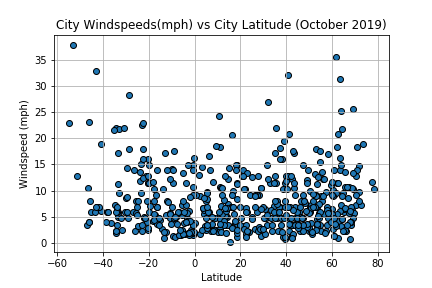 City Windspeeds(mph) vs City Latitude (October 2019)
Windspeed (mph)
35
30
25
20
15
10
5
0
−60 −40 −20 0 20 40 60 80
Latitude